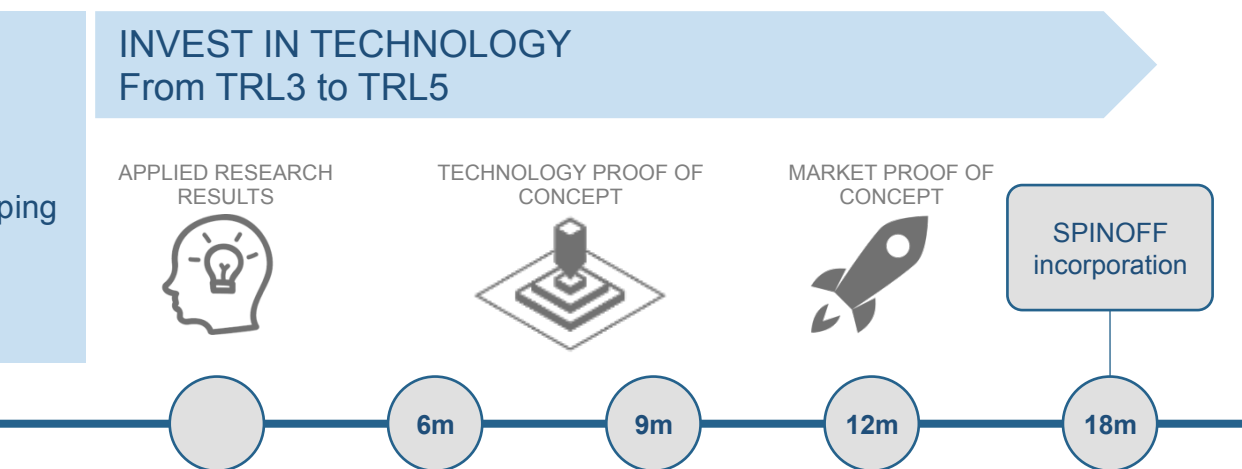 INVEST IN TECHNOLOGY
From TRL3 to TRL5
APPLIED RESEARCH
RESULTS
TECHNOLOGY PROOF OF
CONCEPT
MARKET PROOF OF
CONCEPT
ping
SPINOFF
incorporation
6m
9m
12m
18m